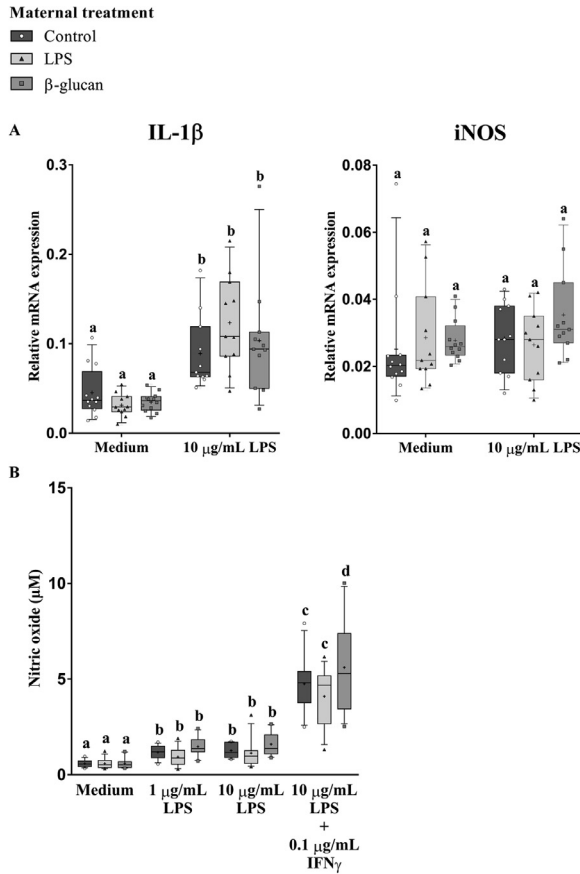 Maternal treatment
Control
LPS
β-glucan
A
IL-1β
iNOS
Relative mRNA expression
0.3
0.2
0.1
0.0
a
a
a
b
b
b
Medium
10 μg/mL LPS
Relative mRNA expression
0.08
0.06
0.04
0.02
0.00
a
a
a
a
a
a
Medium
10 μg/mL LPS
B
Nitric oxide (μM)
15
10
5
0
a
a
a
b
b
b
b
b
b
c
c
d
Medium
1 μg/mL
LPS
10 μg/mL
LPS
10 μg/mL
LPS
+
0.1 μg/mL
IFNγ